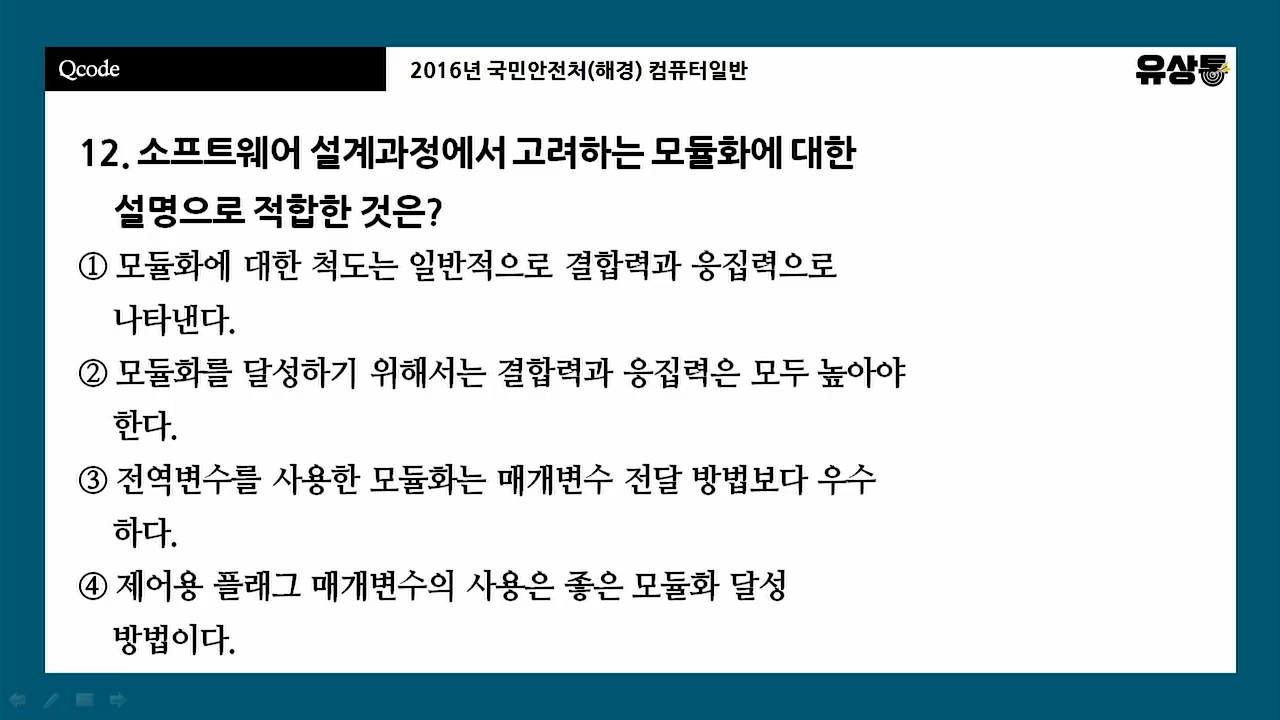 Qcode
2016년 국민안전처(해경) 컴퓨터일반
유상통
12. 소프트웨어 설계과정에서 고려하는 모듈화에 대한
설명으로 적합한 것은?
① 모듈화에 대한 척도는 일반적으로 결합력과 응집력으로
나타낸다.
② 모듈화를 달성하기 위해서는 결합력과 응집력은 모두 높아야
한다.
③ 전역변수를 사용한 모듈화는 매개변수 전달 방법보다 우수
하다.
④ 제어용 플래그 매개변수의 사용은 좋은 모듈화 달성
방법이다.